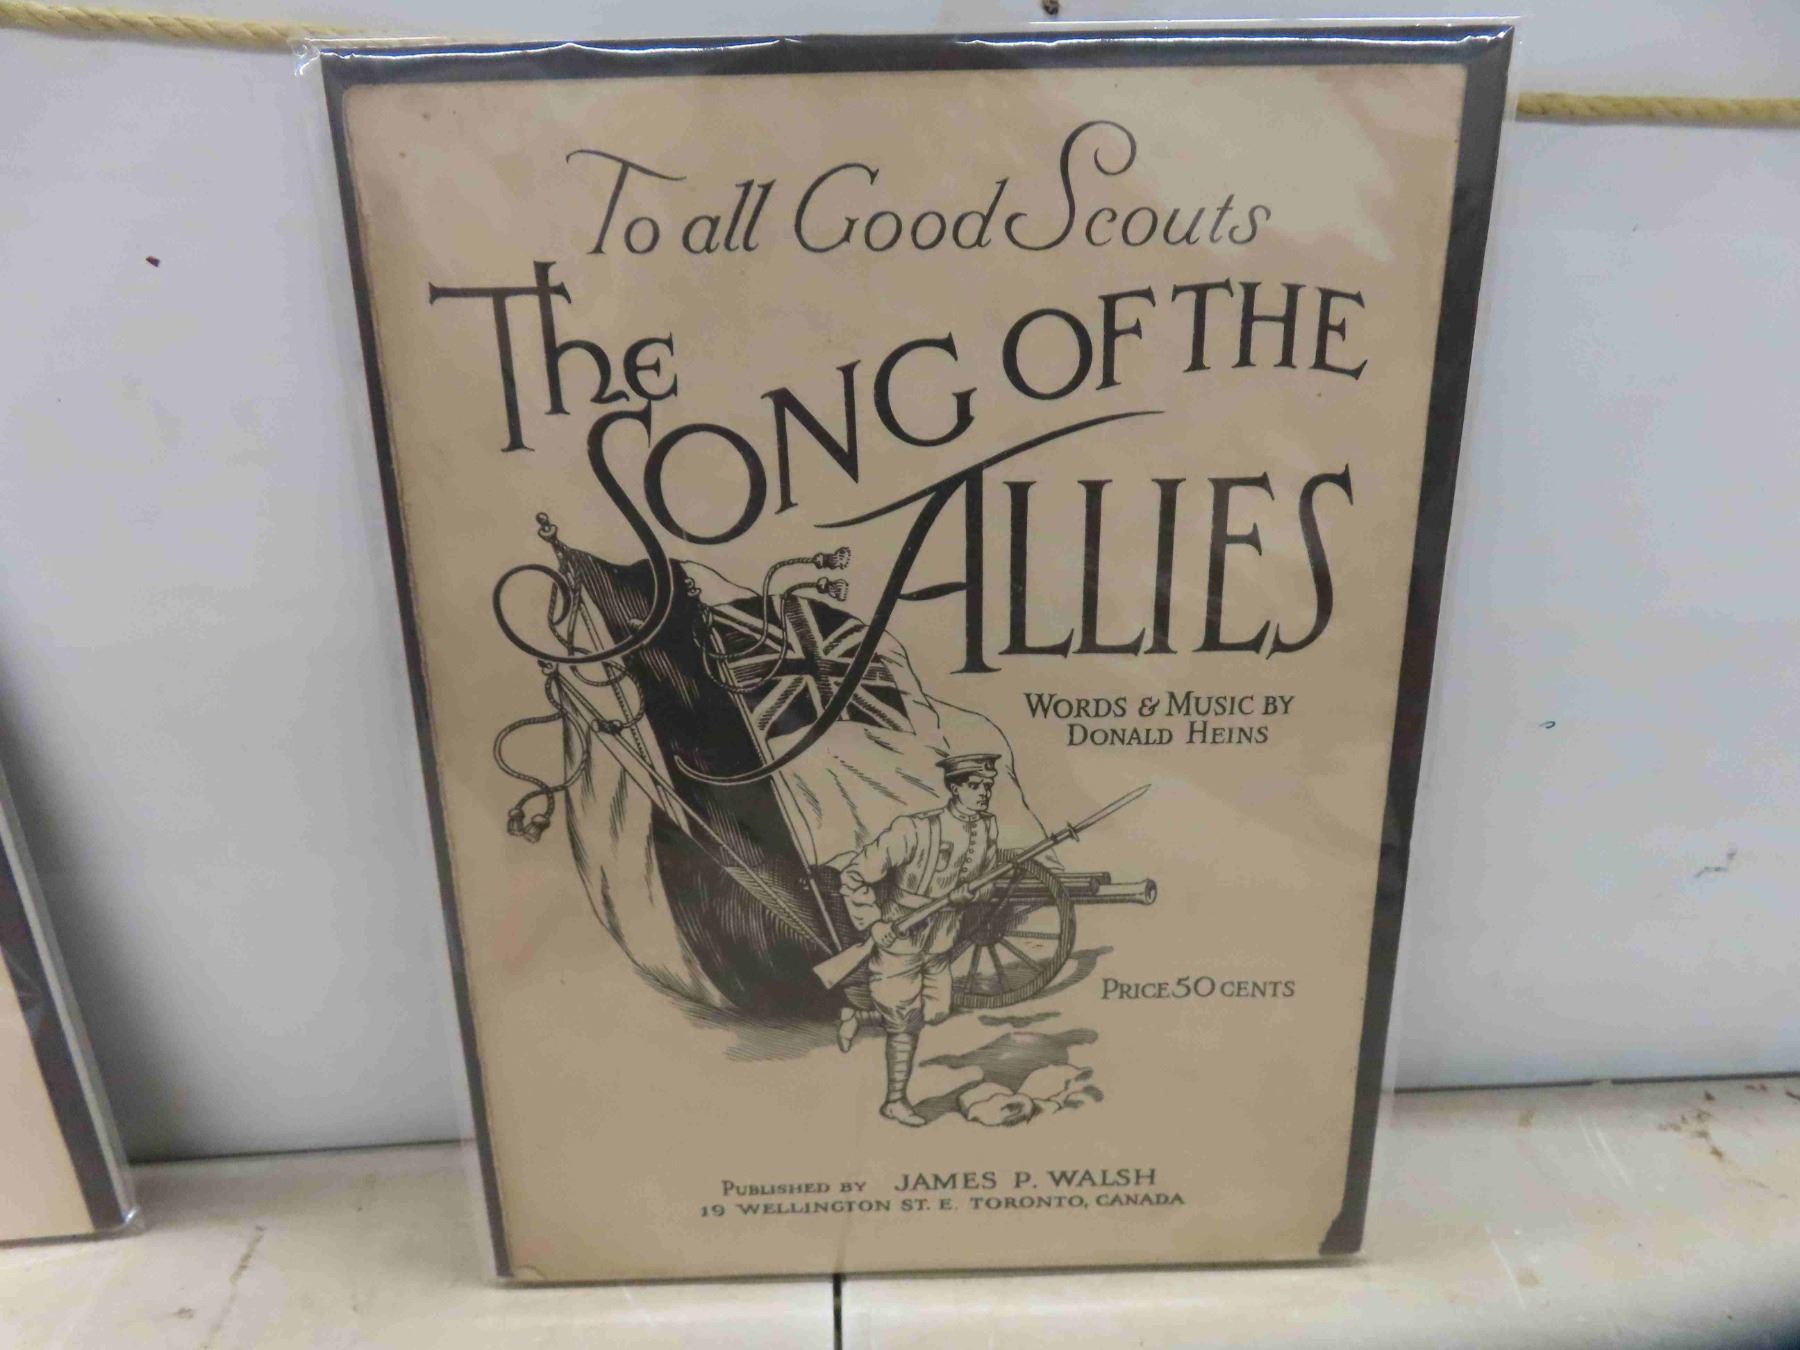 To all Good Scouts
The Song of the
Allies
Words & Music by
Donald Heins
Price 50 cents
Published by James P. Walsh
19 Wellington St. E. Toronto, Canada